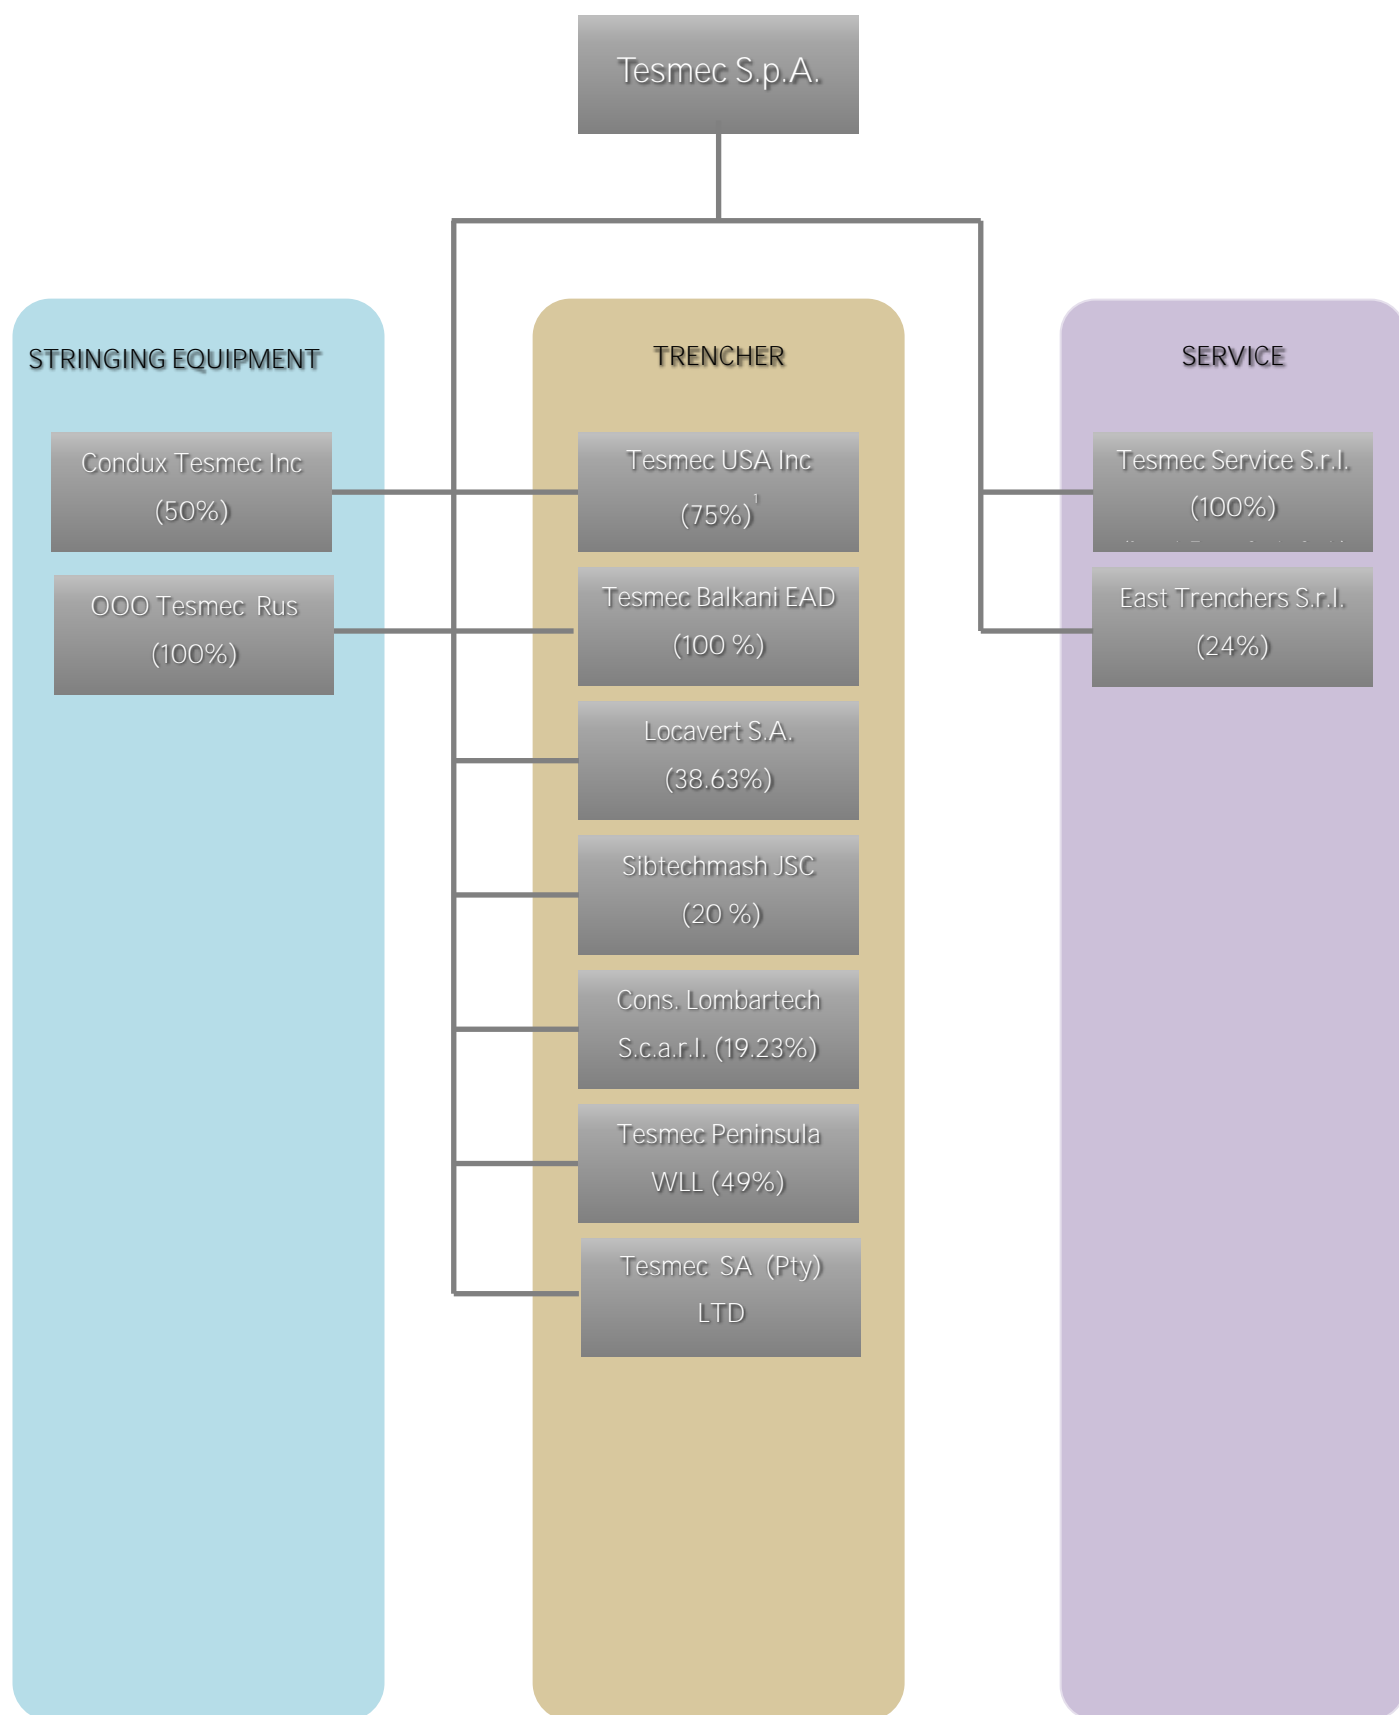 Tesmec S.p.A.
STRINGING EQUIPMENT
Condux Tesmec Inc
(50%)
OOO Tesmec Rus
(100%)
TRENCHER
Tesmec USA Inc
(75%)¹
Tesmec Balkani EAD
(100 %)
Locavert S.A.
(38.63%)
Sibtechmash JSC
(20 %)
Cons. Lombartech
S.c.a.r.l. (19.23%)
Tesmec Peninsula
WLL (49%)
Tesmec SA (Pty)
LTD
SERVICE
Tesmec Service S.r.l.
(100%)
East Trenchers S.r.l.
(24%)